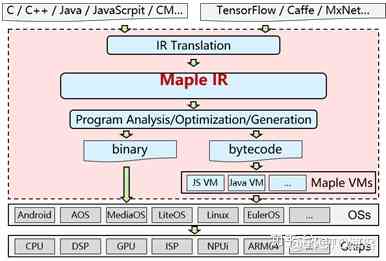 C / C++ / Java / JavaScrpit / CM...
TensorFlow / Caffe / MxNet...
IR Translation
Maple IR
Program Analysis/Optimization/Generation
binary
bytecode
JS VM
Java VM
...
Maple VMs
Android
AOS
MediaOS
LiteOS
Linux
EulerOS
...
OSs
CPU
DSP
GPU
ISP
NPUi
ARM64
Chips